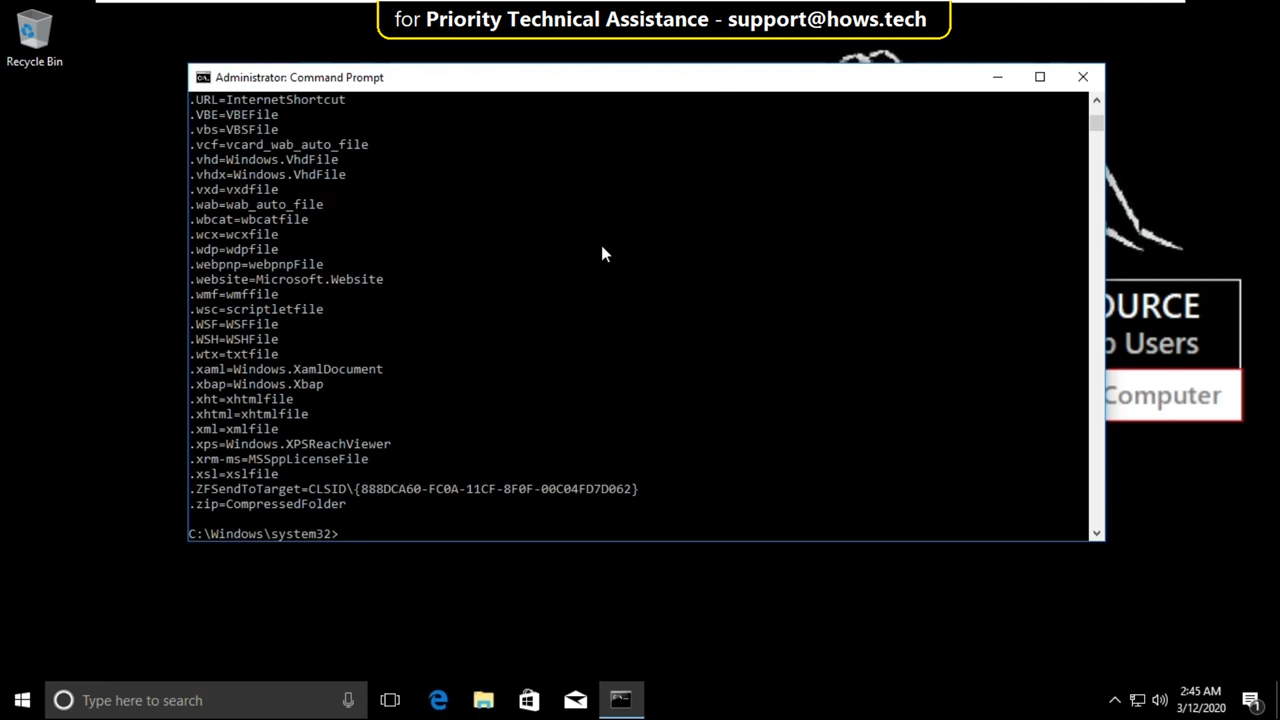 for Priority Technical Assistance - support@hows.tech
Recycle Bin
Administrator: Command Prompt
.URL=InternetShortcut
.VBE=VBEFile
.vbs=VBSFile
.vcf=vcard_wab_auto_file
.vhd=Windows.VhdFile
.vhdx=Windows.VhdFile
.vxd=vxdfile
.wab=wab_auto_file
.wbcat=wbcatfile
.wcx=wcxfile
.wdp=wdpfile
.webpnp=webpnpFile
.website=Microsoft.Website
.wmf=wmffile
.wsc=scriptletfile
.WSF=WSFFile
.WSH=WSHFile
.wtx=txtfile
.xaml=Windows.XamlDocument
.xbap=Windows.Xbap
.xht=xhtmlfile
.xhtml=xhtmlfile
.xml=xmlfile
.xps=Windows.XPSReachViewer
.xrm-ms=MSSppLicenseFile
.xsl=xslfile
.ZFSendToTarget=CLSID\{888DCA60-FC0A-11CF-8F0F-00C04FD7D062}
.zip=CompressedFolder
C:\Windows\system32>
OURCE
p Users
Computer
Type here to search
2:45 AM
3/12/2020
1